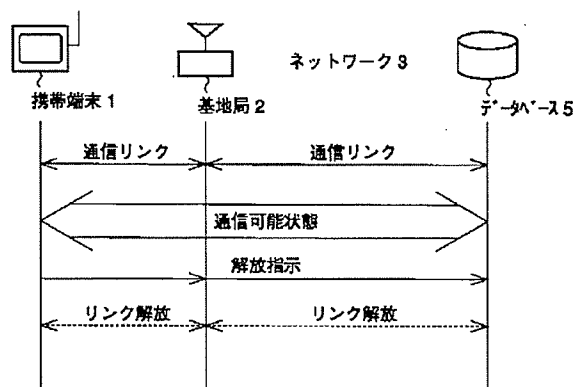 ネットワーク 3
携帯端末 1
基地局 2
データベース 5
通信リンク
通信リンク
通信可能状態
解放指示
リンク解放
リンク解放